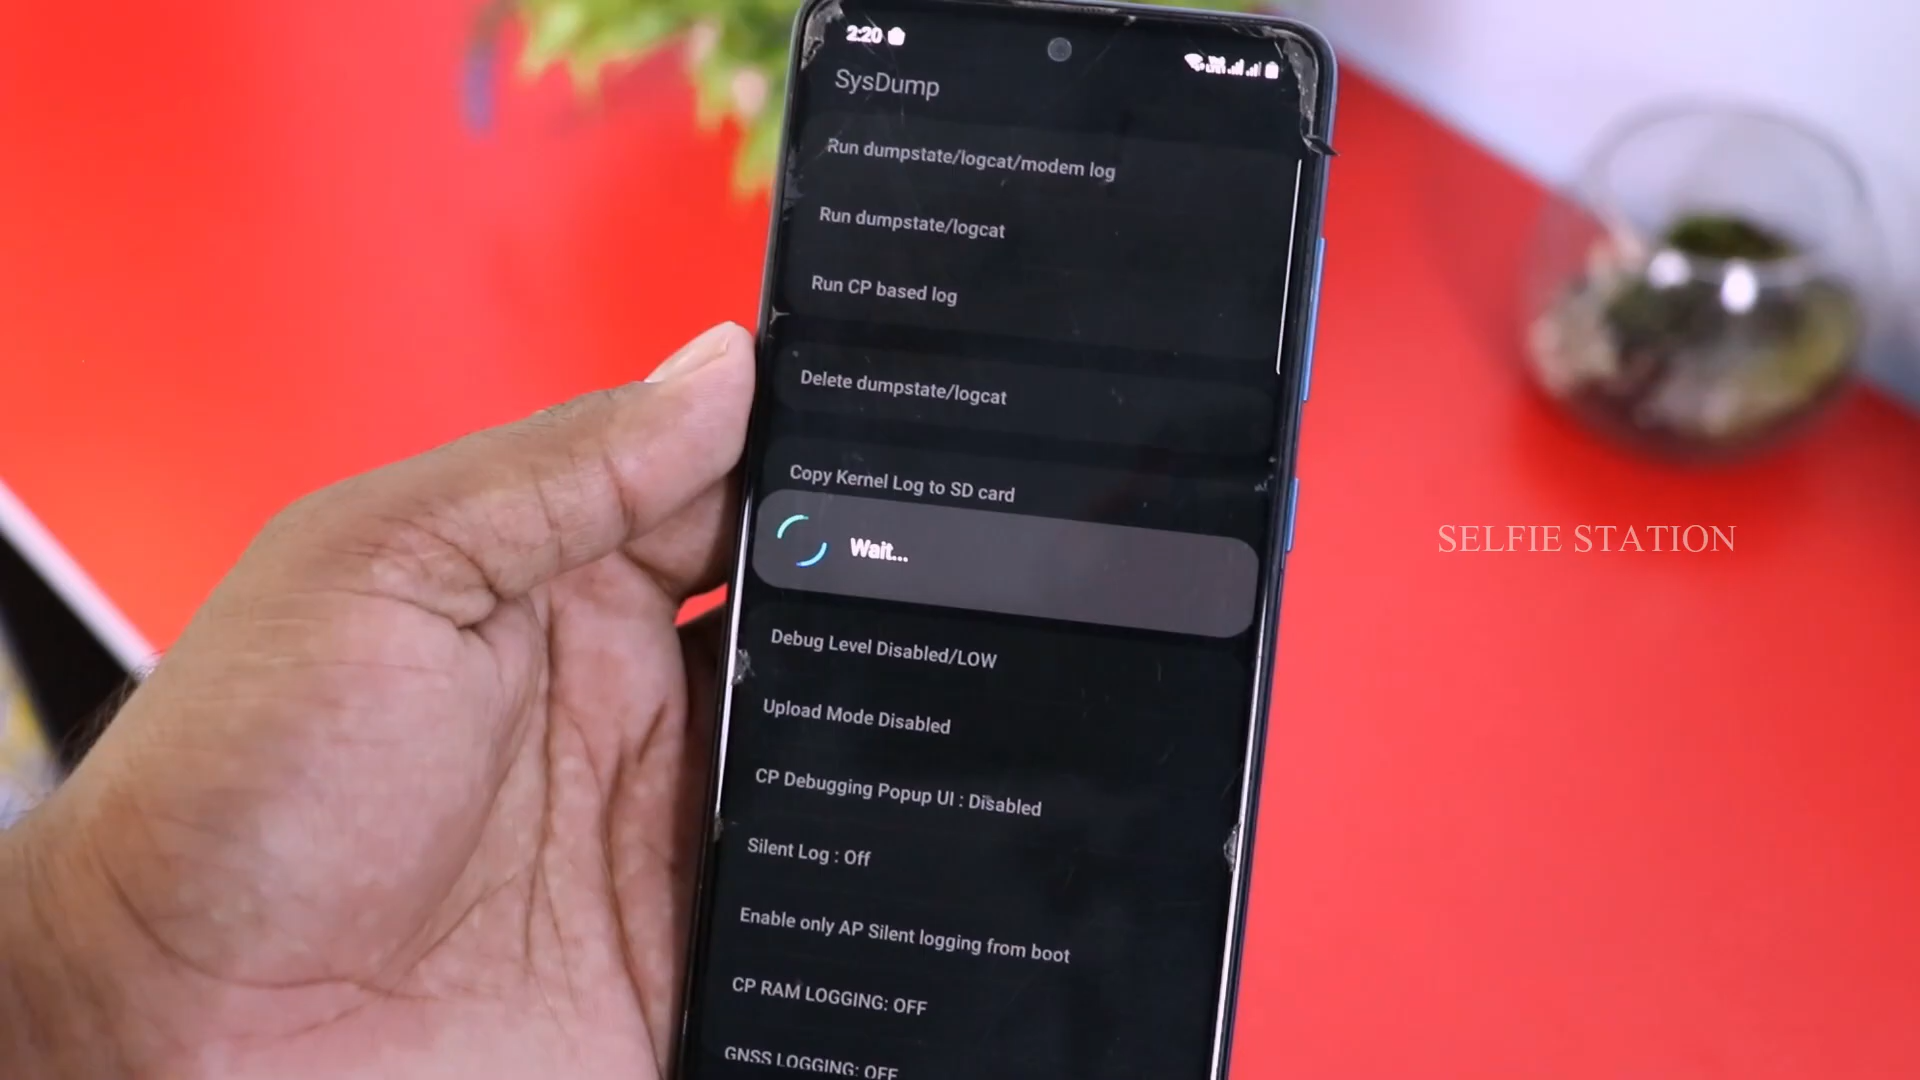 2:20
SysDump
Run dumpstate/logcat/modem log
Run dumpstate/logcat
Run CP based log
Delete dumpstate/logcat
Copy Kernel Log to SD card
Wait...
SELFIE STATION
Debug Level Disabled/LOW
Upload Mode Disabled
CP Debugging Popup UI : Disabled
Silent Log : Off
Enable only AP Silent logging from boot
CP RAM LOGGING: OFF
GNSS LOGGING: OFF